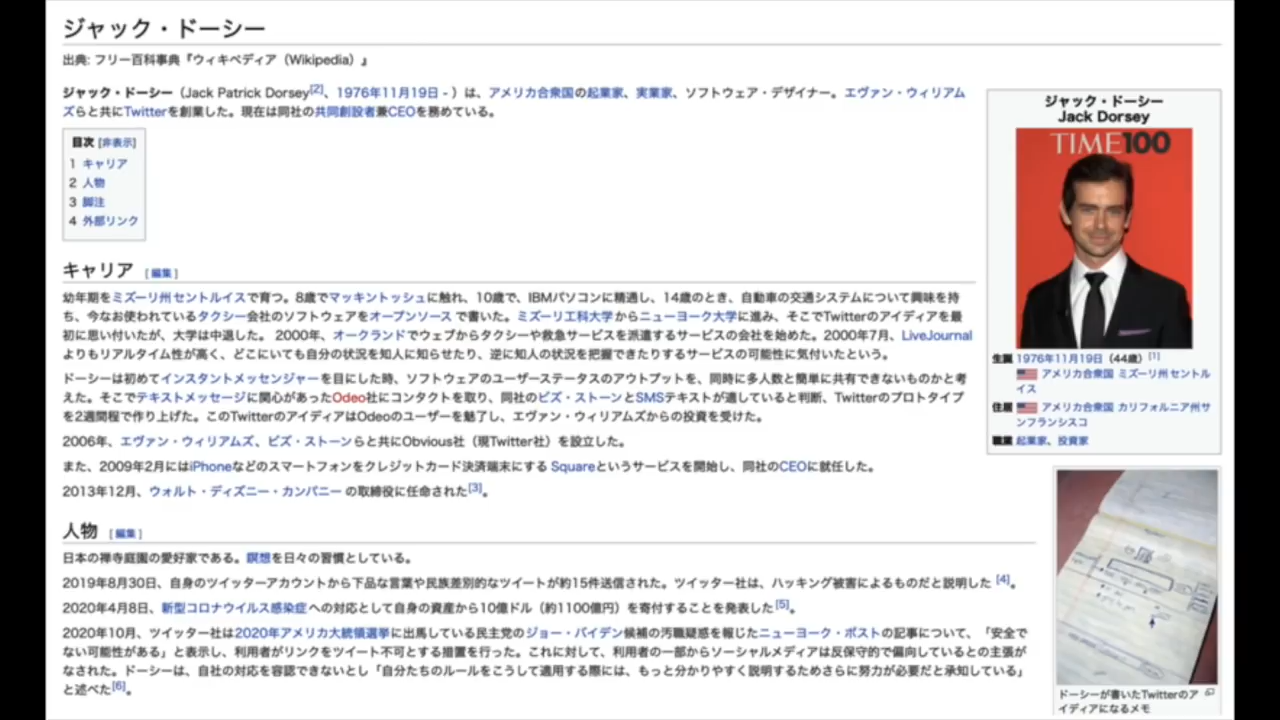 ジャック・ドーシー
出典: フリー百科事典『ウィキペディア（Wikipedia）』
ジャック・ドーシー（Jack Patrick Dorsey[2]、1976年11月19日 - ）は、アメリカ合衆国の起業家、実業家、ソフトウェア・デザイナー。エヴァン・ウィリアム
ズらと共にTwitterを創業した。現在は同社の共同創設者兼CEOを務めている。
目次 [非表示]
1 キャリア
2 人物
3 脚注
4 外部リンク
キャリア [編集]
幼年期をミズーリ州セントルイスで育つ。8歳でマッキントッシュに触れ、10歳で、IBMパソコンに精通し、14歳のとき、自動車の交通システムについて興味を持
ち、今なお使われているタクシー会社のソフトウェアをオープンソースで書いた。ミズーリ工科大学からニューヨーク大学に進み、そこでTwitterのアイディアを最
初に思い付いたが、大学は中退した。 2000年、オークランドでウェブからタクシーや救急サービスを派遣するサービスの会社を始めた。2000年7月、LiveJournal
よりもリアルタイム性が高く、どこにいても自分の状況を知人に知らせたり、逆に知人の状況を把握できたりするサービスの可能性に気付いたという。
ドーシーは初めてインスタントメッセンジャーを目にした時、ソフトウェアのユーザーステータスのアウトプットを、同時に多人数と簡単に共有できないものかと考
えた。そこでテキストメッセージに関心があったOdeo社にコンタクトを取り、同社のビズ・ストーンとSMSテキストが適していると判断、Twitterのプロトタイプ
を2週間程で作り上げた。このTwitterのアイディアはOdeoのユーザーを魅了し、エヴァン・ウィリアムズからの投資を受けた。
2006年、エヴァン・ウィリアムズ、ビズ・ストーンらと共にObvious社（現Twitter社）を設立した。
また、2009年2月にはiPhoneなどのスマートフォンをクレジットカード決済端末にする Squareというサービスを開始し、同社のCEOに就任した。
2013年12月、ウォルト・ディズニー・カンパニー の取締役に任命された[3]。
人物 [編集]
日本の禅寺庭園の愛好家である。瞑想を日々の習慣としている。
2019年8月30日、自身のツイッターアカウントから下品な言葉や民族差別的なツイートが約15件送信された。ツイッター社は、ハッキング被害によるものだと説明した [4]。
2020年4月8日、新型コロナウイルス感染症への対応として自身の資産から10億ドル（約1100億円）を寄付することを発表した[5]。
2020年10月、ツイッター社は2020年アメリカ大統領選挙に出馬している民主党のジョー・バイデン候補の汚職疑惑を報じたニューヨーク・ポストの記事について、「安全で
ない可能性がある」と表示し、利用者がリンクをツイート不可とする措置を行った。これに対して、利用者の一部からソーシャルメディアは反保守的で偏向しているとの主張が
なされた。ドーシーは、自社の対応を容認できないとし「自分たちのルールをこうして適用する際には、もっと分かりやすく説明するためさらに努力が必要だと承知している」
と述べた[6]。
ジャック・ドーシー
Jack Dorsey
TIME 100
生誕 1976年11月19日（44歳）[1]
アメリカ合衆国 ミズーリ州セントル
イス
住居 アメリカ合衆国 カリフォルニア州サ
ンフランシスコ
職業 起業家、投資家
ドーシーが書いたTwitterのア
イディアになるメモ